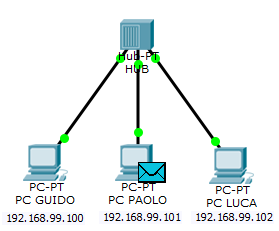 Hub-PT
HUB
PC-PT
PC GUIDO
192.168.99.100
PC-PT
PC PAOLO
192.168.99.101
PC-PT
PC LUCA
192.168.99.102